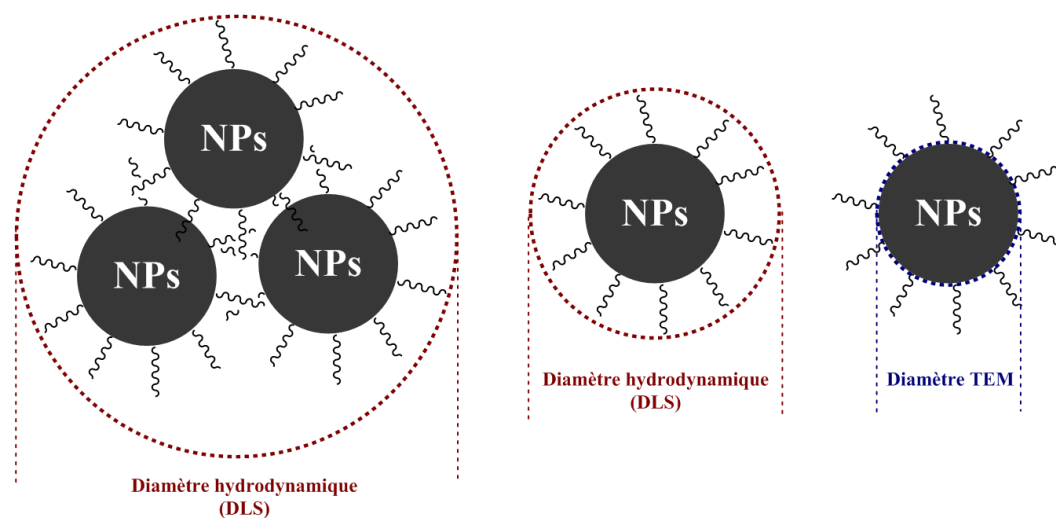 NPs
NPs
NPs
Diamètre hydrodynamique
(DLS)
NPs
Diamètre hydrodynamique
(DLS)
NPs
Diamètre TEM